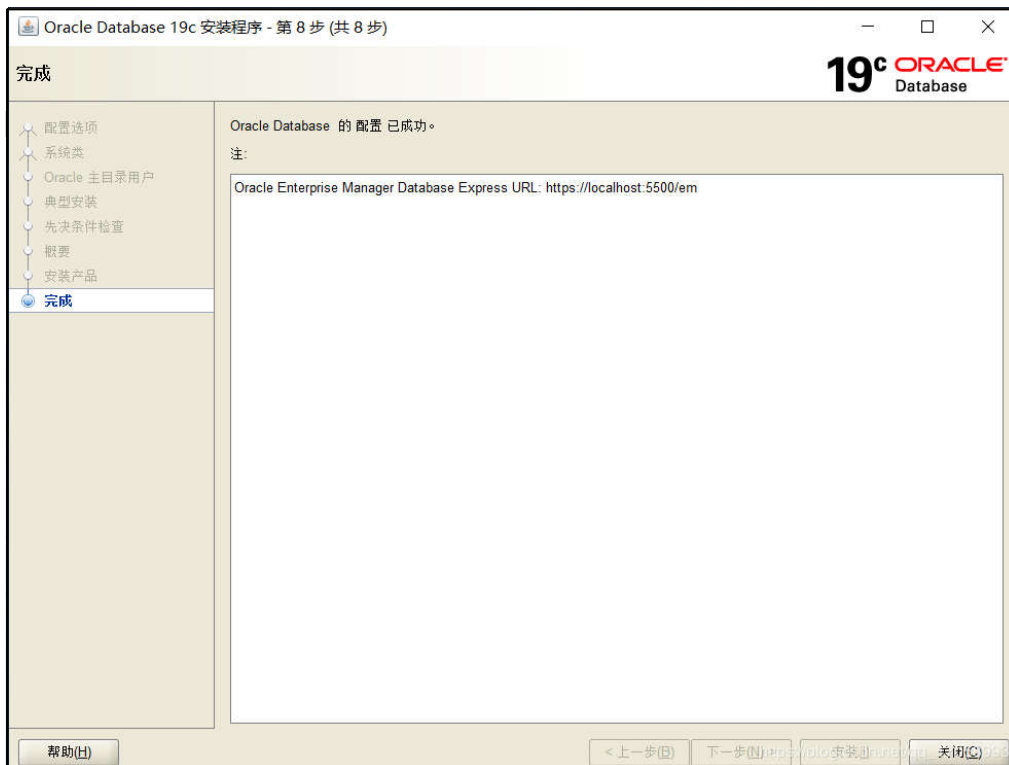 Oracle Database 19c 安装程序 - 第 8 步 (共 8 步)
完成
19c ORACLE
Database
配置选项
系统类
Oracle 主目录用户
典型安装
先决条件检查
概要
安装产品
完成
Oracle Database 的 配置 已成功。
注:
Oracle Enterprise Manager Database Express URL: https://localhost:5500/em
帮助(H)
< 上一步(B) 下一步(N) > 安装(I) 关闭(C)